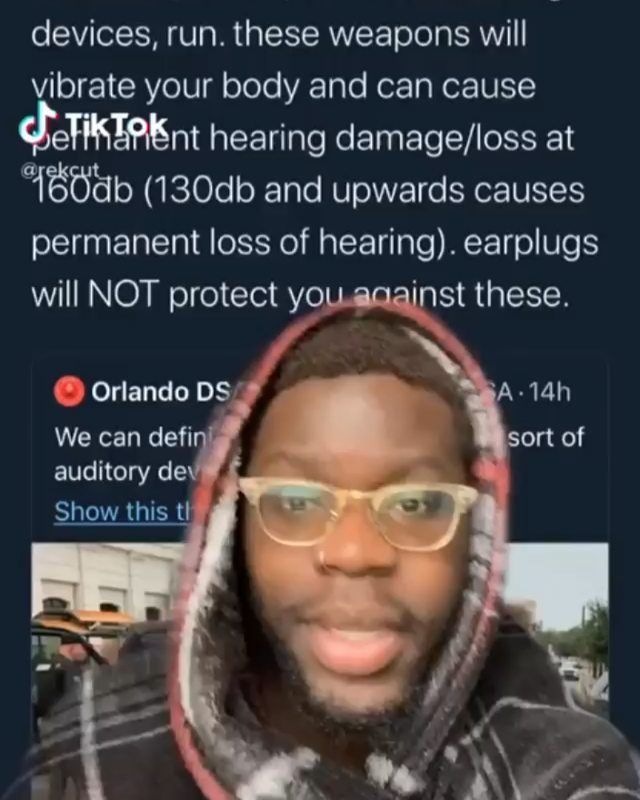 devices, run. these weapons will
vibrate your body and can cause
TikTok
permanent hearing damage/loss at
@rekcut_
160db (130db and upwards causes
permanent loss of hearing). earplugs
will NOT protect you against these.
Orlando DS A · 14h
We can defin sort of
auditory dev
Show this th